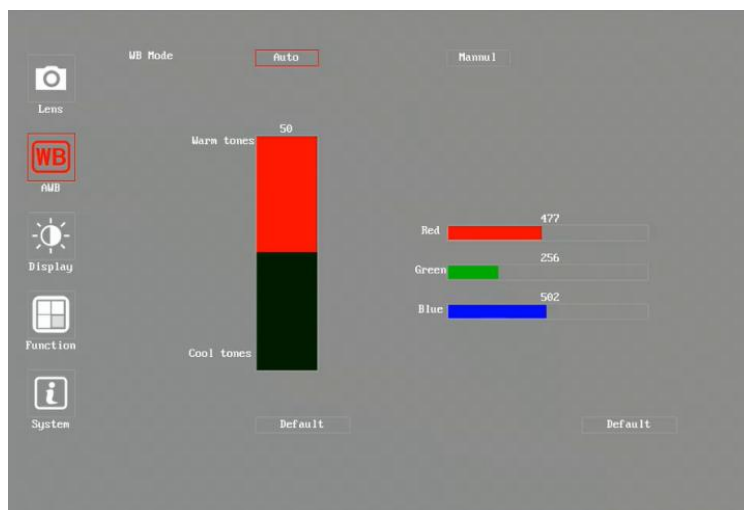 WB Mode
Auto
Mannul
Lens
WB
AWB
Display
Function
i
System
50
Warm tones
Cool tones
Default
477
Red
256
Green
502
Blue
Default